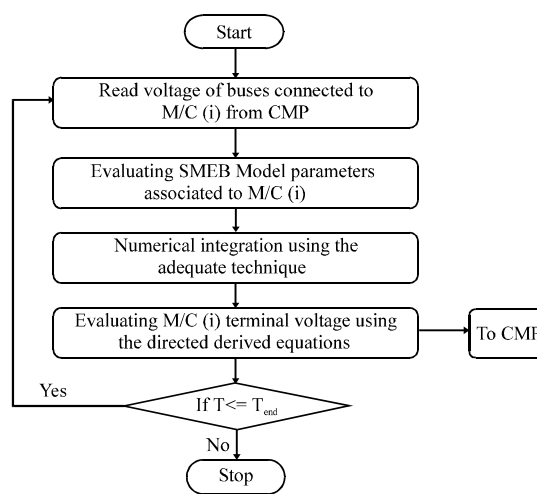 Start
Read voltage of buses connected to
M/C (i) from CMP
Evaluating SMEB Model parameters
associated to M/C (i)
Numerical integration using the
adequate technique
Evaluating M/C (i) terminal voltage using
the directed derived equations
To CMP
Yes
If T<= Tend
No
Stop